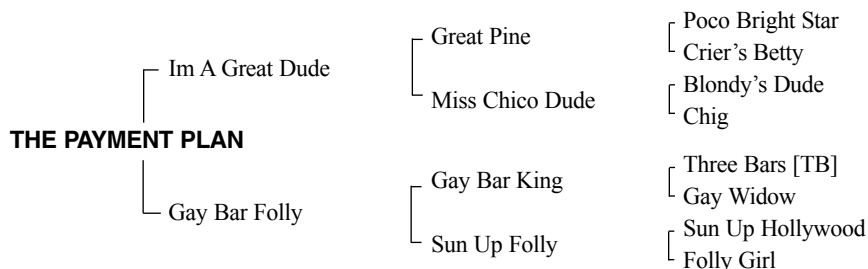 Poco Bright Star
Great Pine
Crier's Betty
Im A Great Dude
Blondy's Dude
Miss Chico Dude
Chig
THE PAYMENT PLAN
Three Bars [TB]
Gay Bar King
Gay Widow
Gay Bar Folly
Sun Up Hollywood
Sun Up Folly
Folly Girl